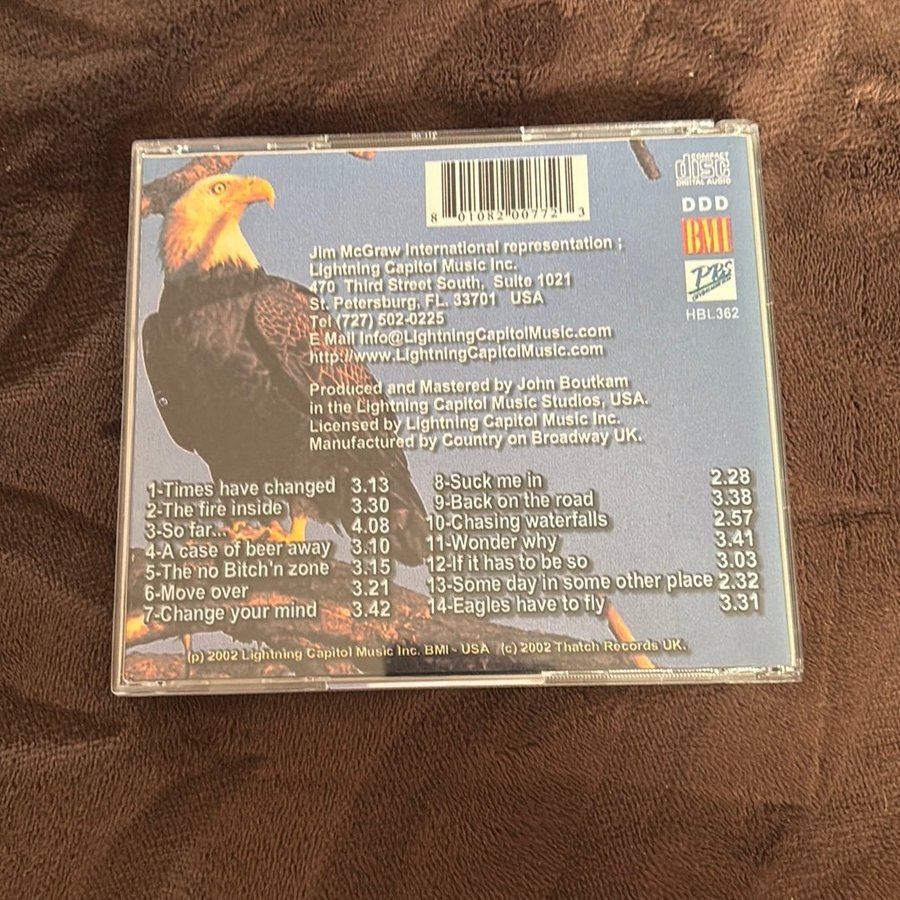 COMPACT
disc
DIGITAL AUDIO
8 01082 00772 3
DDD
BMI
PBS
HBL362
Jim McGraw International representation ;
Lightning Capitol Music Inc.
470 Third Street South, Suite 1021
St. Petersburg, FL. 33701 USA
Tel (727) 502-0225
E Mail Info@LightningCapitolMusic.com
http://www.LightningCapitolMusic.com
Produced and Mastered by John Boutkam
in the Lightning Capitol Music Studios, USA.
Licensed by Lightning Capitol Music Inc.
Manufactured by Country on Broadway UK.
1-Times have changed 3.13
2-The fire inside 3.30
3-So far... 4.08
4-A case of beer away 3.10
5-The no Bitch'n zone 3.15
6-Move over 3.21
7-Change your mind 3.42
8-Suck me in 2.28
9-Back on the road 3.38
10-Chasing waterfalls 2.57
11-Wonder why 3.41
12-If it has to be so 3.03
13-Some day in some other place 2.32
14-Eagles have to fly 3.31
(p) 2002 Lightning Capitol Music Inc. BMI - USA (c) 2002 Thatch Records UK.